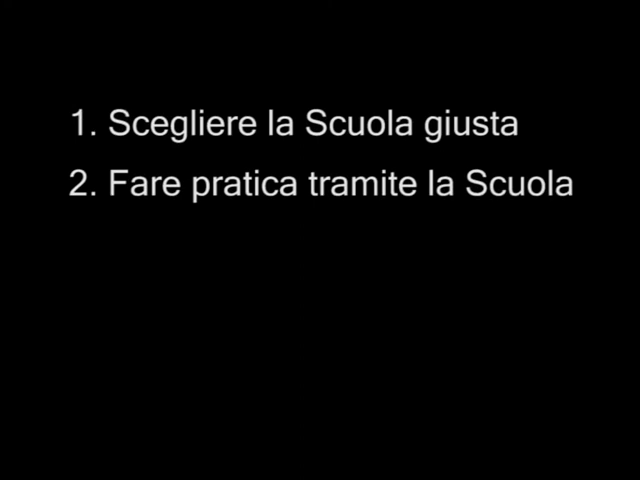 1. Scegliere la Scuola giusta
2. Fare pratica tramite la Scuola